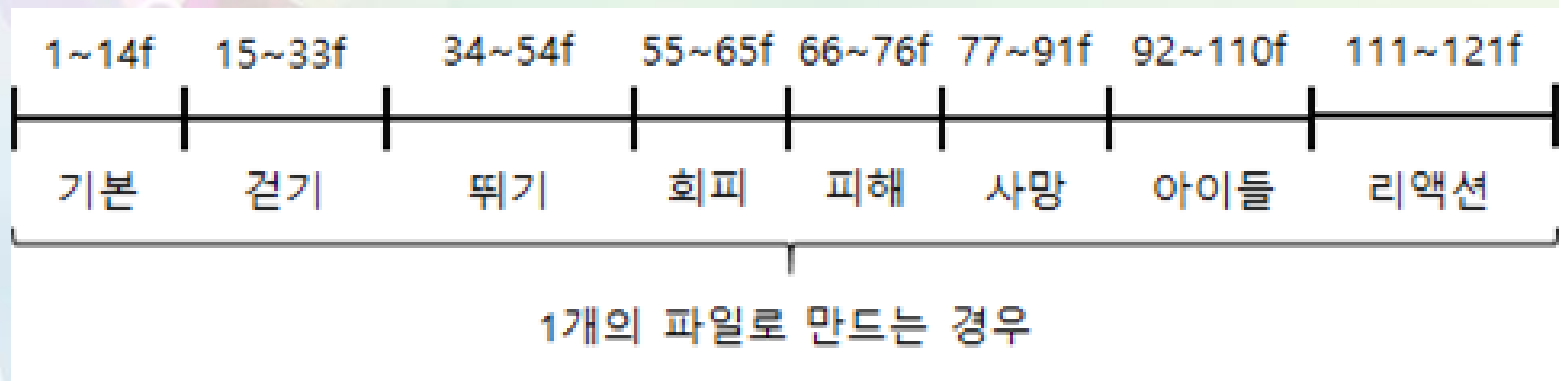 1~14f 15~33f 34~54f 55~65f 66~76f 77~91f 92~110f 111~121f
기본 걷기 뛰기 회피 피해 사망 아이들 리액션
1개의 파일로 만드는 경우